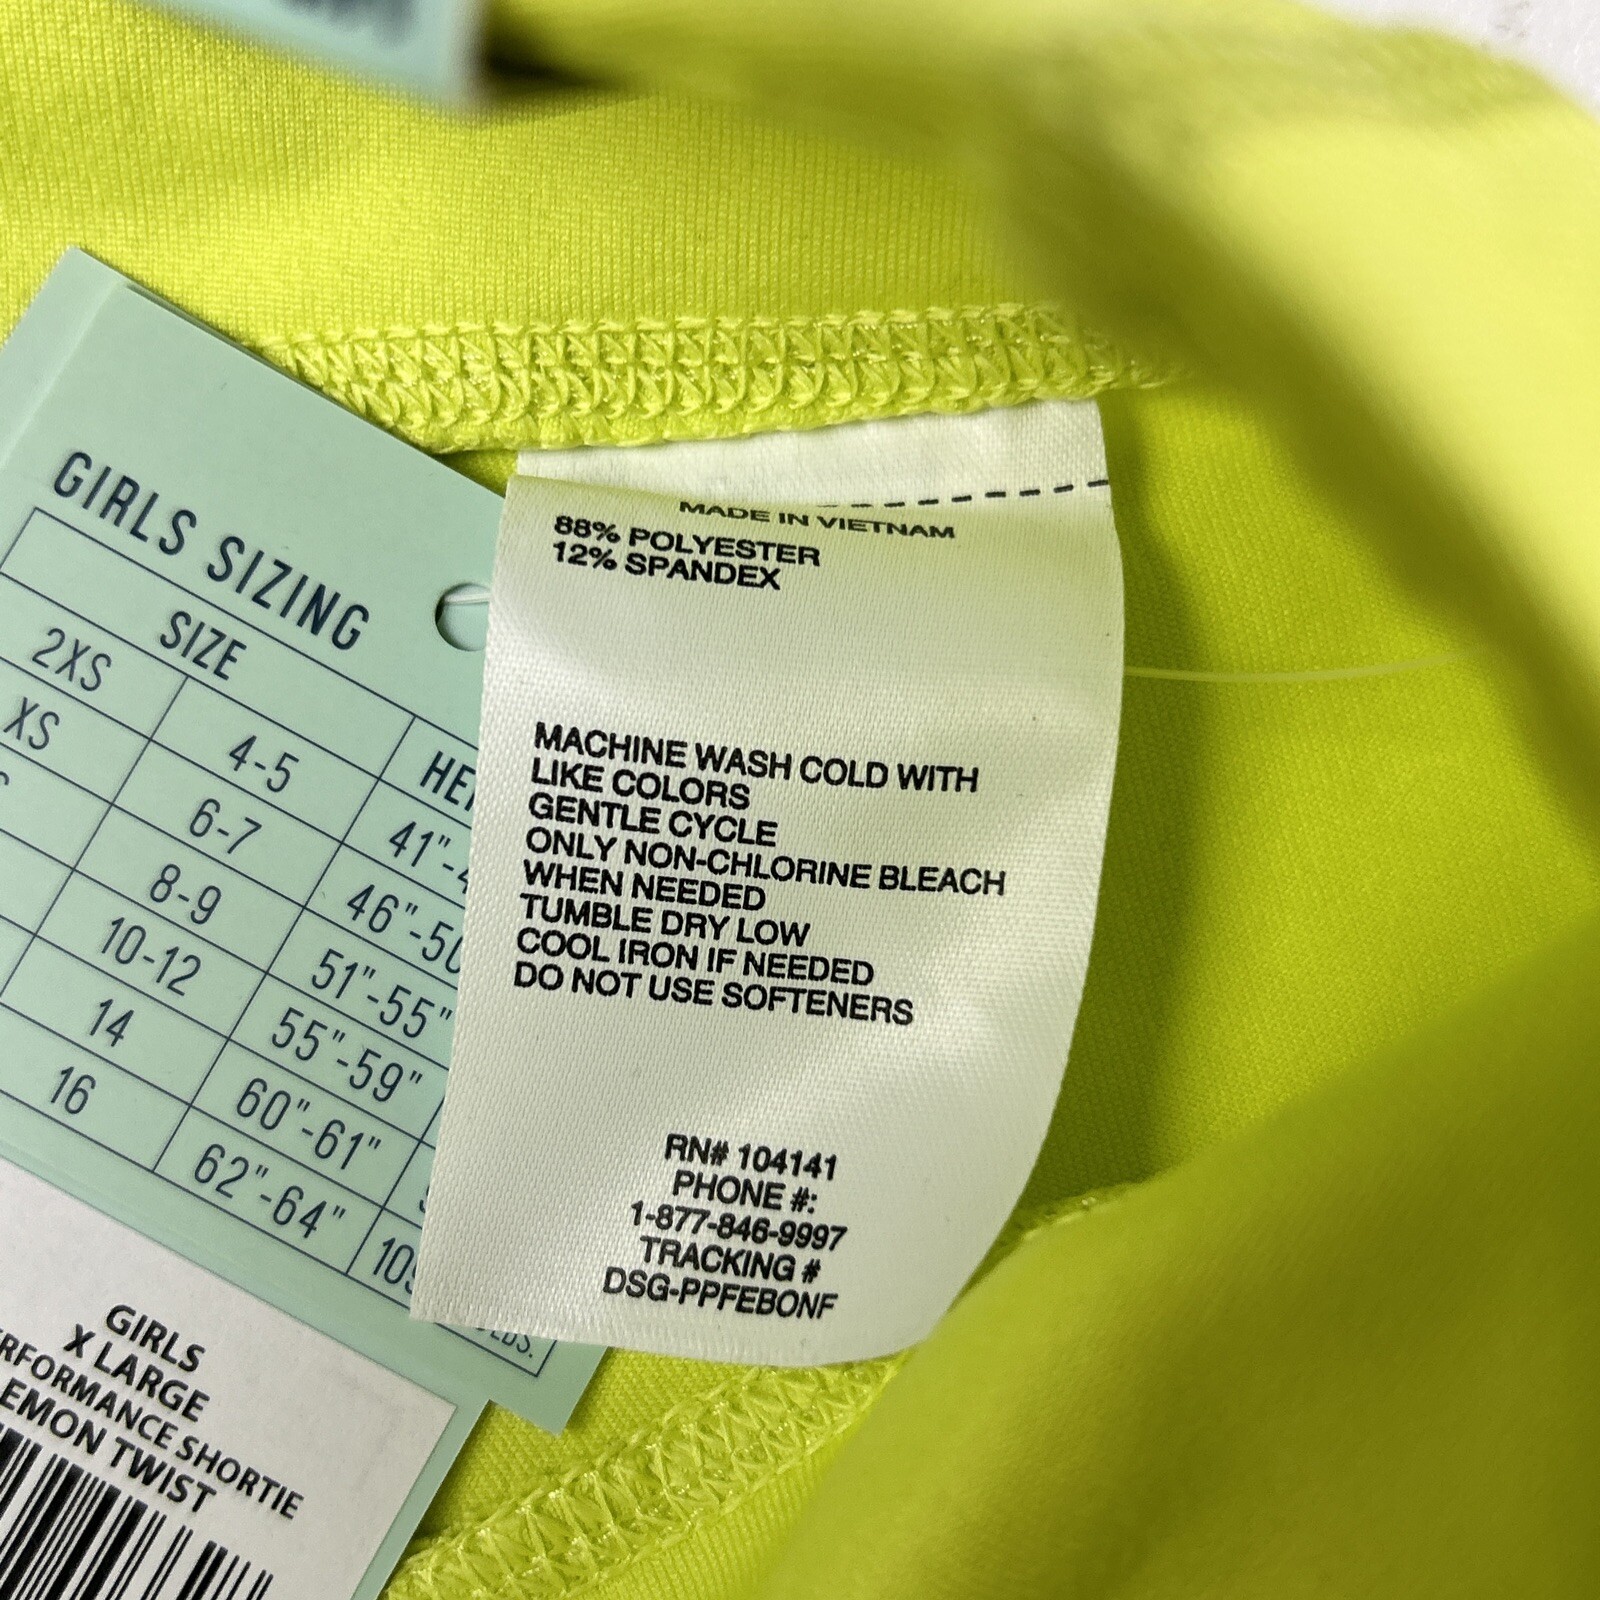 GIRLS SIZING
SIZE
2XS 4-5 41"-4
XS 6-7 46"-50
8-9 51"-55"
10-12 55"-59"
14 60"-61"
16 62"-64"
GIRLS
X LARGE
RFORMANCE SHORTIE
EMON TWIST
MADE IN VIETNAM
88% POLYESTER
12% SPANDEX
MACHINE WASH COLD WITH
LIKE COLORS
GENTLE CYCLE
ONLY NON-CHLORINE BLEACH
WHEN NEEDED
TUMBLE DRY LOW
COOL IRON IF NEEDED
DO NOT USE SOFTENERS
RN# 104141
PHONE #:
1-877-846-9997
TRACKING #
DSG-PPFEBONF